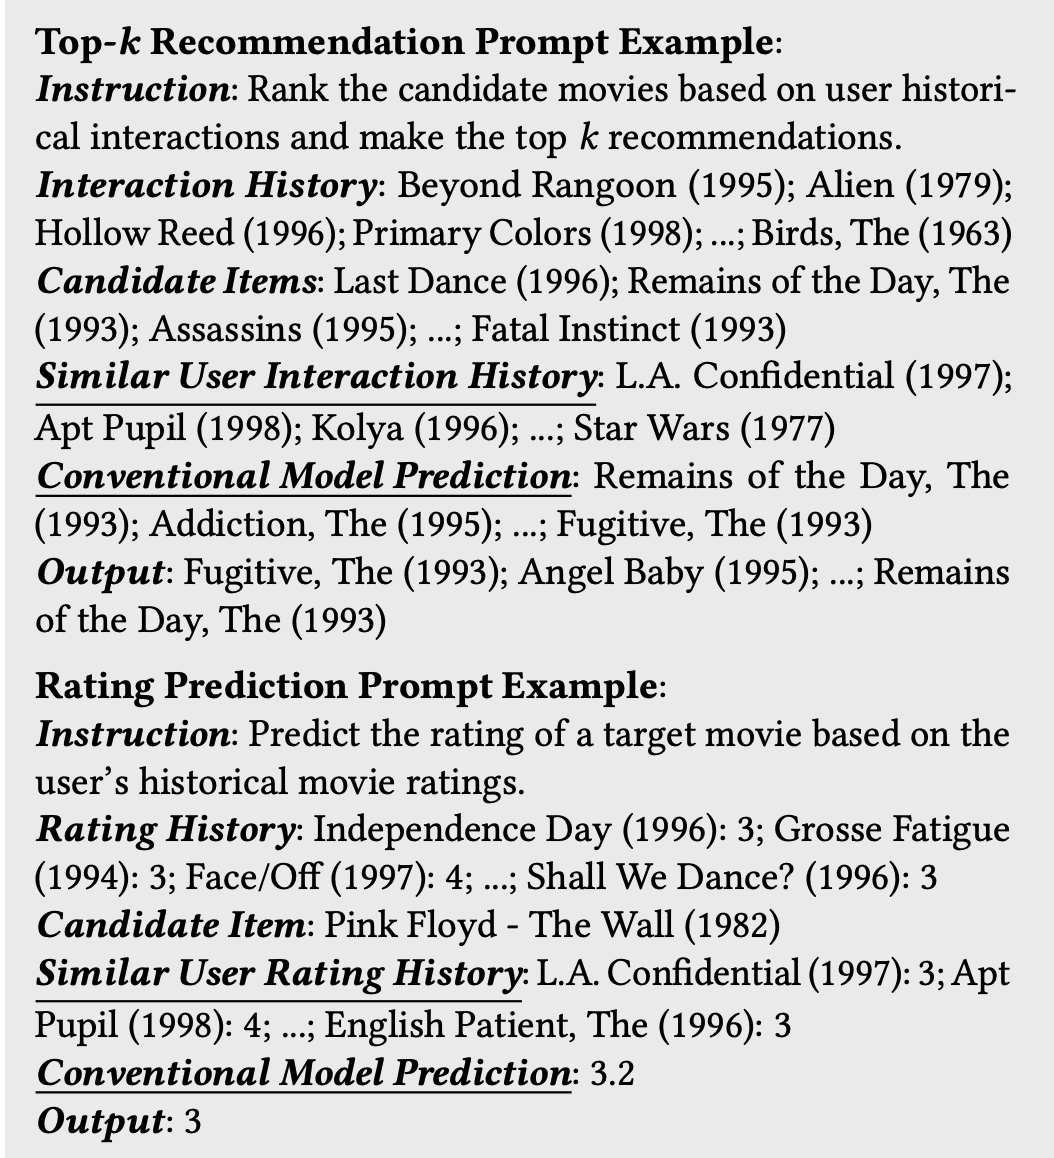 Top-k Recommendation Prompt Example:
Instruction: Rank the candidate movies based on user histori-
cal interactions and make the top k recommendations.
Interaction History: Beyond Rangoon (1995); Alien (1979);
Hollow Reed (1996); Primary Colors (1998); ...; Birds, The (1963)
Candidate Items: Last Dance (1996); Remains of the Day, The
(1993); Assassins (1995); ...; Fatal Instinct (1993)
Similar User Interaction History: L.A. Confidential (1997);
Apt Pupil (1998); Kolya (1996); ...; Star Wars (1977)
Conventional Model Prediction: Remains of the Day, The
(1993); Addiction, The (1995); ...; Fugitive, The (1993)
Output: Fugitive, The (1993); Angel Baby (1995); ...; Remains
of the Day, The (1993)
Rating Prediction Prompt Example:
Instruction: Predict the rating of a target movie based on the
user's historical movie ratings.
Rating History: Independence Day (1996): 3; Grosse Fatigue
(1994): 3; Face/Off (1997): 4; ...; Shall We Dance? (1996): 3
Candidate Item: Pink Floyd - The Wall (1982)
Similar User Rating History: L.A. Confidential (1997): 3; Apt
Pupil (1998): 4; ...; English Patient, The (1996): 3
Conventional Model Prediction: 3.2
Output: 3